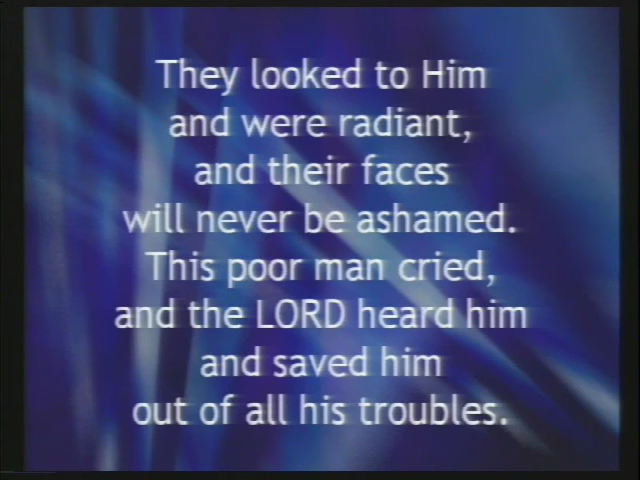 They looked to Him
and were radiant,
and their faces
will never be ashamed.
This poor man cried,
and the LORD heard him
and saved him
out of all his troubles.